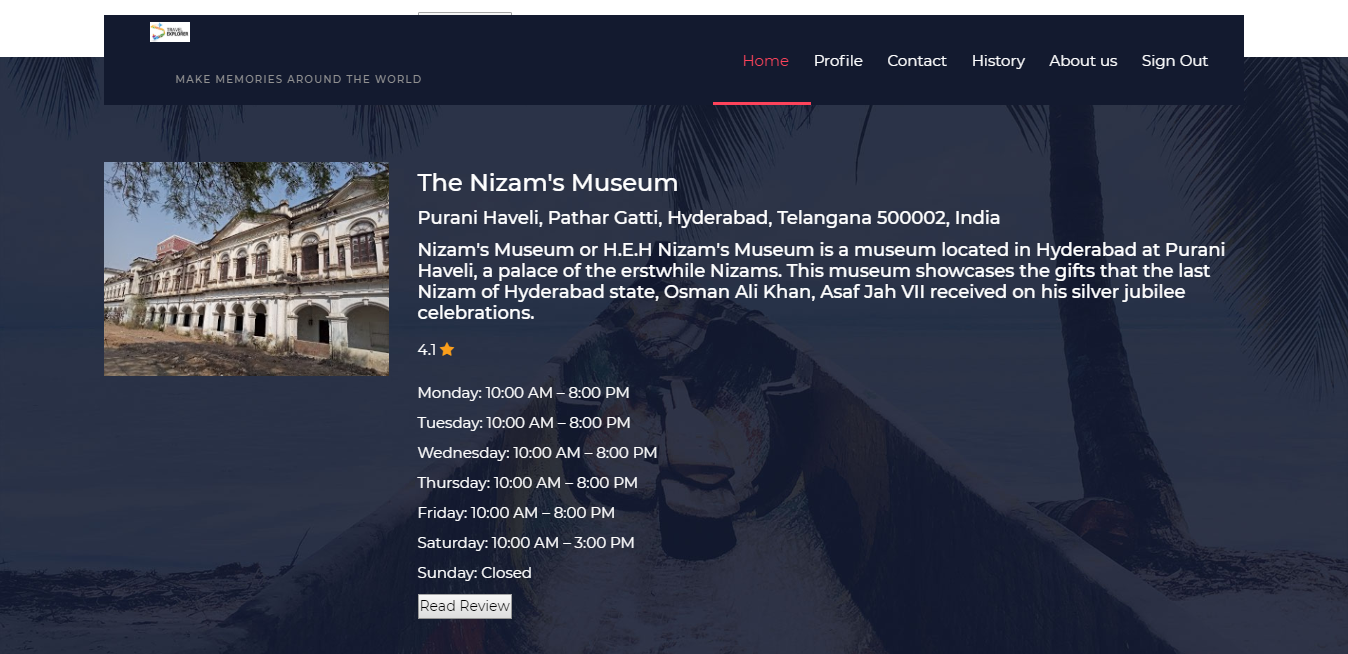 TRAVEL
EXPLORER
MAKE MEMORIES AROUND THE WORLD
Home Profile Contact History About us Sign Out
The Nizam's Museum
Purani Haveli, Pathar Gatti, Hyderabad, Telangana 500002, India
Nizam's Museum or H.E.H Nizam's Museum is a museum located in Hyderabad at Purani
Haveli, a palace of the erstwhile Nizams. This museum showcases the gifts that the last
Nizam of Hyderabad state, Osman Ali Khan, Asaf Jah VII received on his silver jubilee
celebrations.
4.1
Monday: 10:00 AM – 8:00 PM
Tuesday: 10:00 AM – 8:00 PM
Wednesday: 10:00 AM – 8:00 PM
Thursday: 10:00 AM – 8:00 PM
Friday: 10:00 AM – 8:00 PM
Saturday: 10:00 AM – 3:00 PM
Sunday: Closed
Read Review